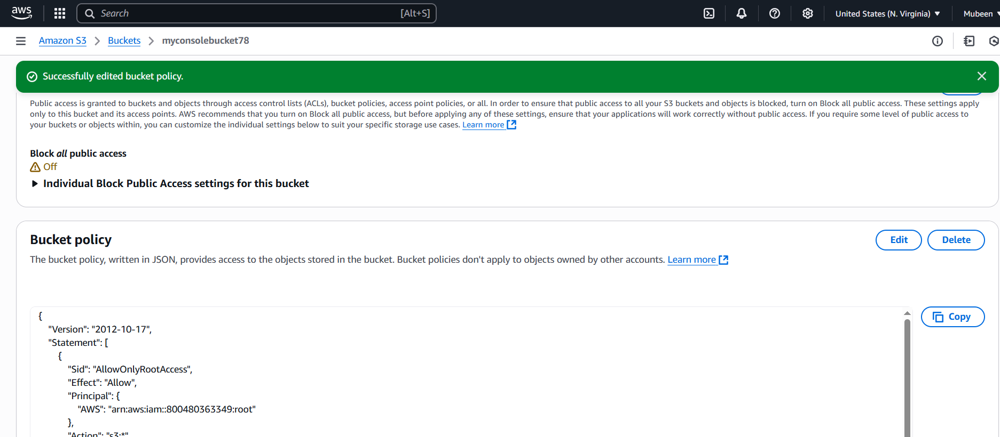 aws
Search
[Alt+S]
United States (N. Virginia)
Mubeen
Amazon S3
Buckets
myconsolebucket78
Successfully edited bucket policy.
Public access is granted to buckets and objects through access control lists (ACLs), bucket policies, access point policies, or all. In order to ensure that public access to all your S3 buckets and objects is blocked, turn on Block all public access. These settings apply
only to this bucket and its access points. AWS recommends that you turn on Block all public access, but before applying any of these settings, ensure that your applications will work correctly without public access. If you require some level of public access to
your buckets or objects within, you can customize the individual settings below to suit your specific storage use cases. Learn more
Block all public access
Off
Individual Block Public Access settings for this bucket
Bucket policy
Edit
Delete
The bucket policy, written in JSON, provides access to the objects stored in the bucket. Bucket policies don't apply to objects owned by other accounts. Learn more
Copy
{
"Version": "2012-10-17",
"Statement": [
{
"Sid": "AllowOnlyRootAccess",
"Effect": "Allow",
"Principal": {
"AWS": "arn:aws:iam::800480363349:root"
},
"Action": "s3:*"